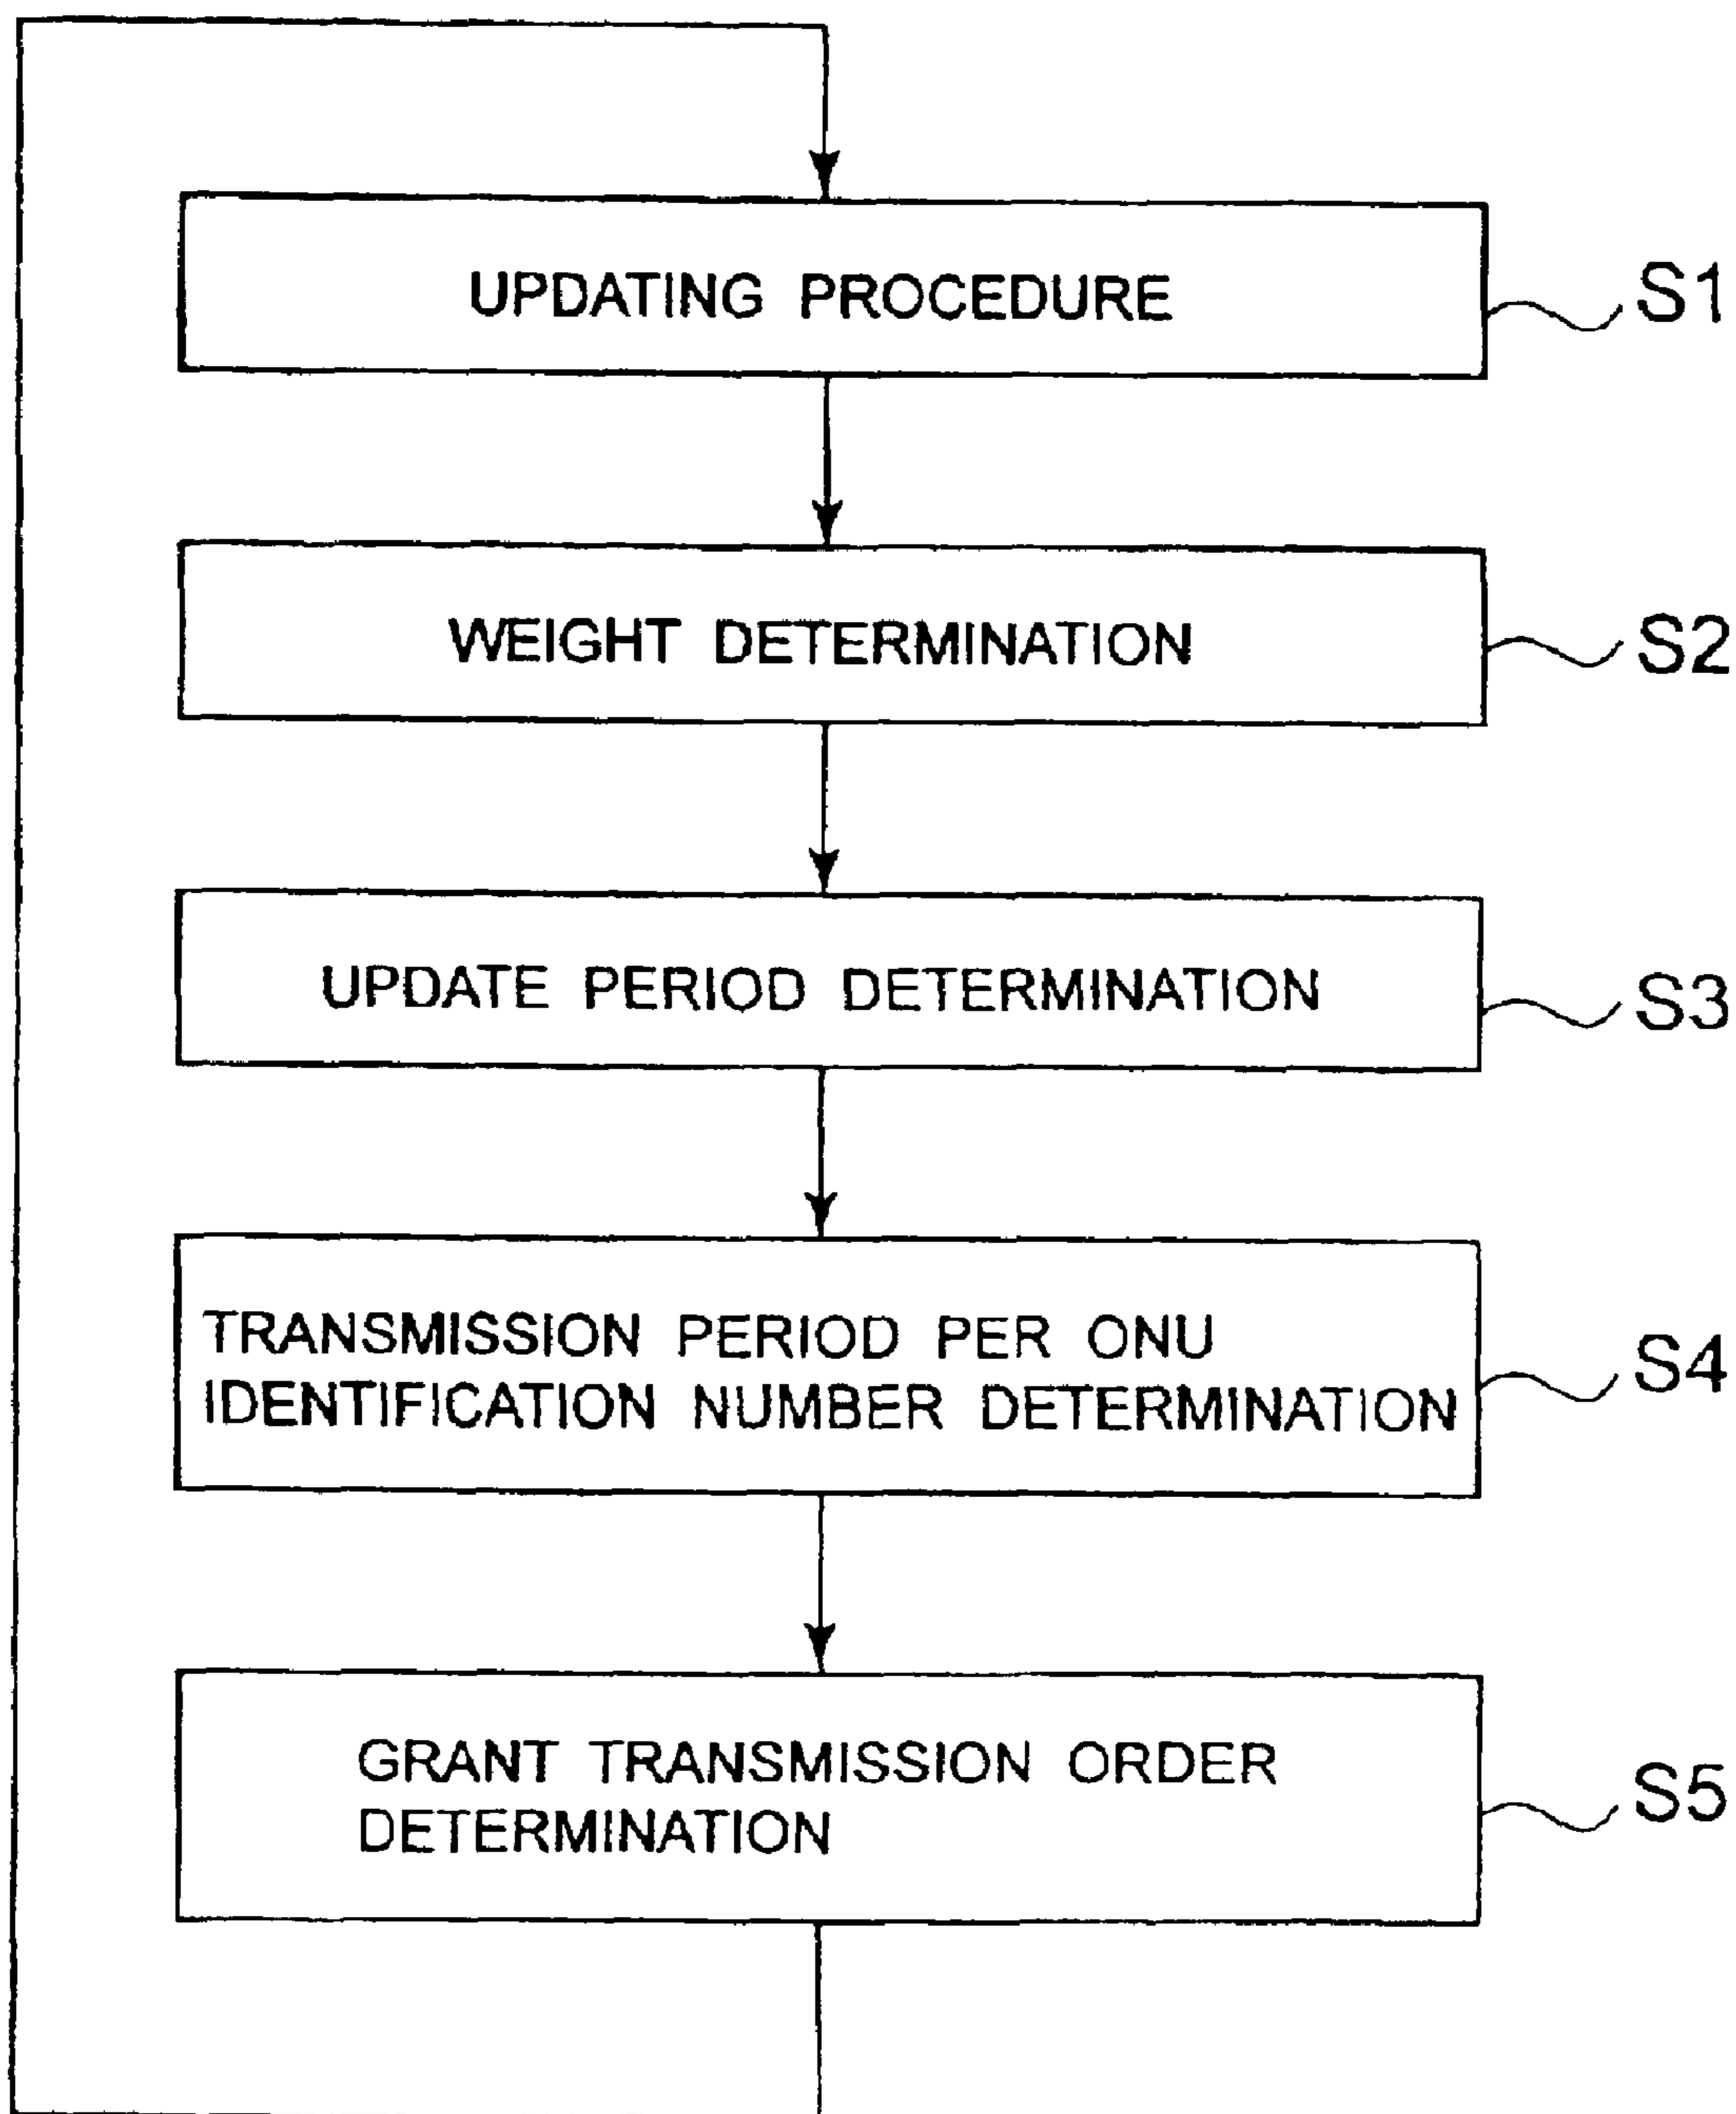 UPDATING PROCEDURE
S1
WEIGHT DETERMINATION
S2
UPDATE PERIOD DETERMINATION
S3
TRANSMISSION PERIOD PER ONU
IDENTIFICATION NUMBER DETERMINATION
S4
GRANT TRANSMISSION ORDER
DETERMINATION
S5